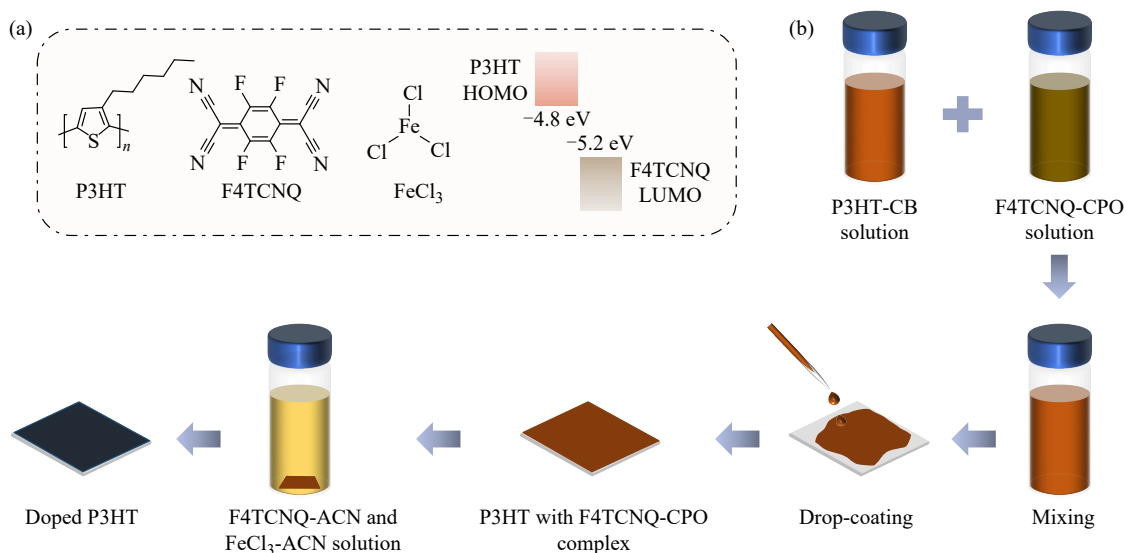 (a)
N
N
N
N
F
F
F
F
S
n
Cl
Fe
Cl
Cl
P3HT
F4TCNQ
FeCl₃
P3HT
HOMO
−4.8 eV
−5.2 eV
F4TCNQ
LUMO
(b)
P3HT-CB
solution
F4TCNQ-CPO
solution
Mixing
Drop-coating
P3HT with F4TCNQ-CPO
complex
F4TCNQ-ACN and
FeCl₃-ACN solution
Doped P3HT